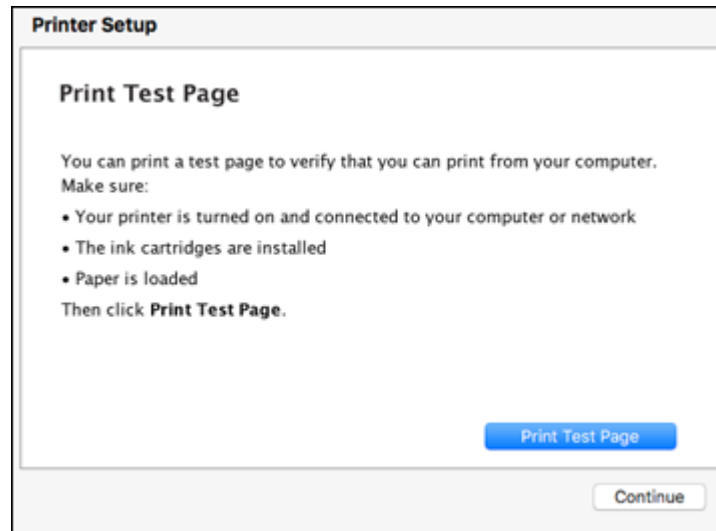 Printer Setup
Print Test Page
You can print a test page to verify that you can print from your computer.
Make sure:
• Your printer is turned on and connected to your computer or network
• The ink cartridges are installed
• Paper is loaded
Then click Print Test Page.
Print Test Page
Continue